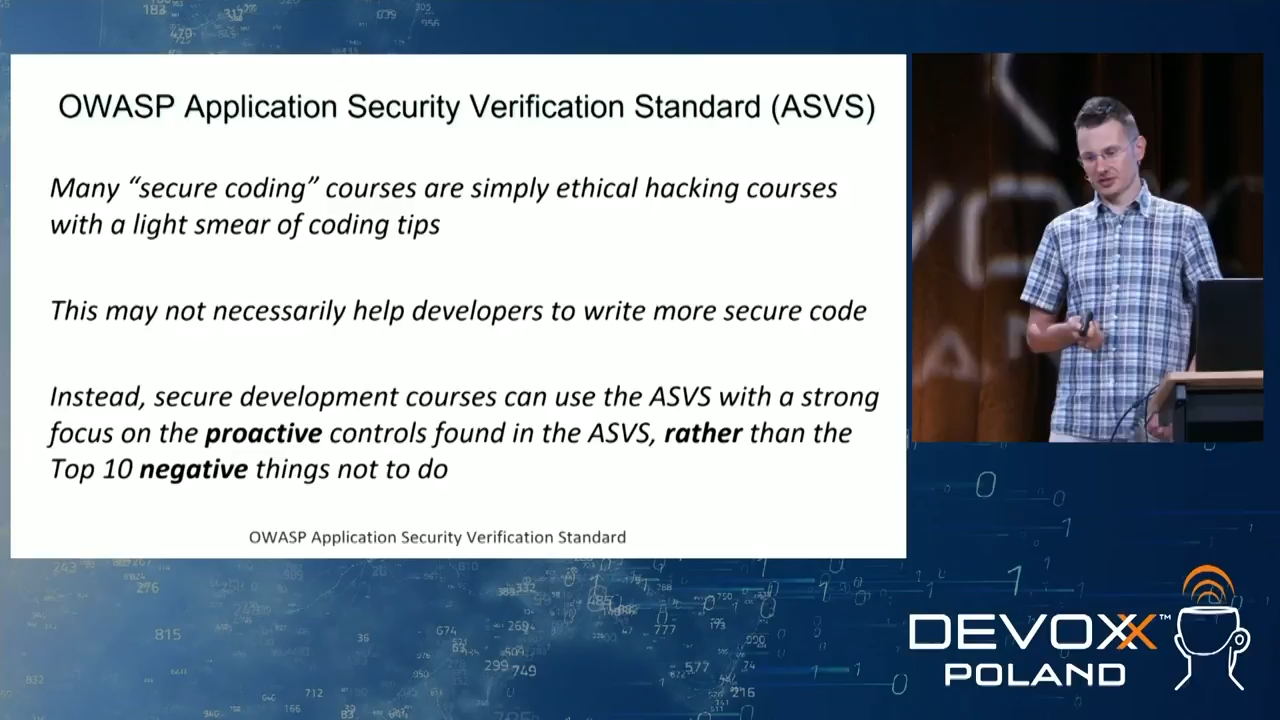 OWASP Application Security Verification Standard (ASVS)
Many “secure coding” courses are simply ethical hacking courses
with a light smear of coding tips
This may not necessarily help developers to write more secure code
Instead, secure development courses can use the ASVS with a strong
focus on the proactive controls found in the ASVS, rather than the
Top 10 negative things not to do
OWASP Application Security Verification Standard
DEVOXX™
POLAND